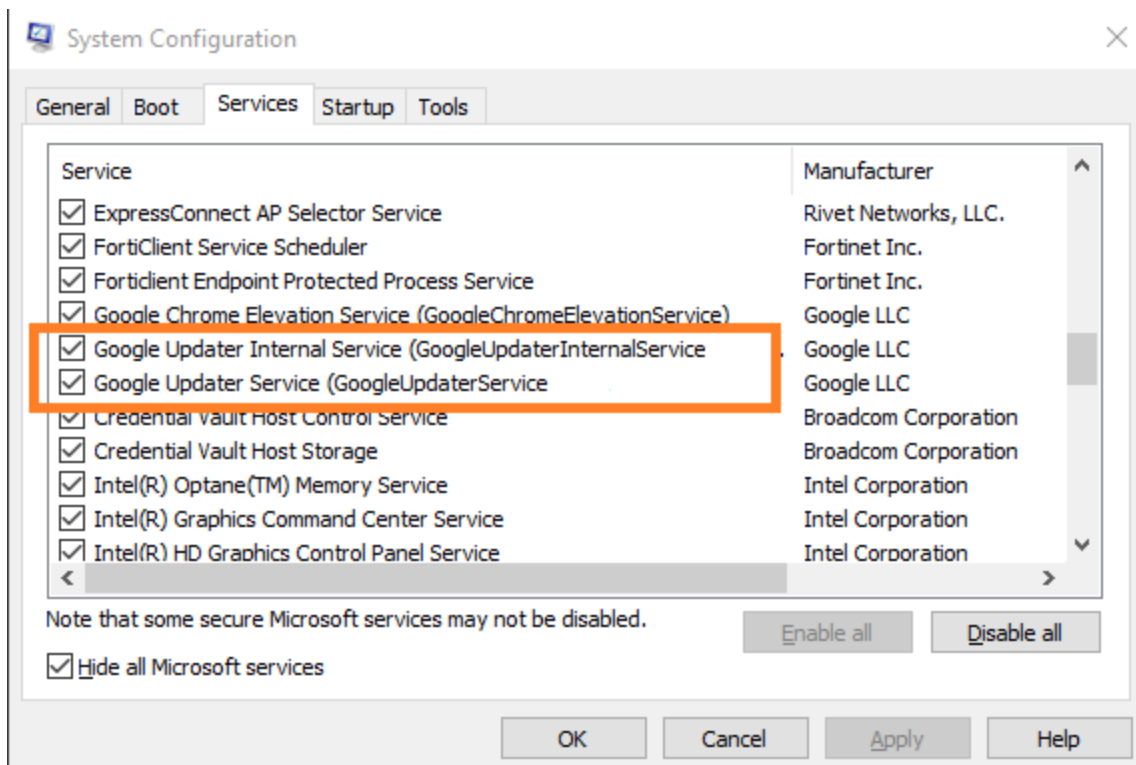 System Configuration
General Boot Services Startup Tools
Service Manufacturer
ExpressConnect AP Selector Service Rivet Networks, LLC.
FortiClient Service Scheduler Fortinet Inc.
Forticlient Endpoint Protected Process Service Fortinet Inc.
Google Chrome Elevation Service (GoogleChromeElevationService) Google LLC
Google Updater Internal Service (GoogleUpdaterInternalService . Google LLC
Google Updater Service (GoogleUpdaterService Google LLC
Credential Vault Host Control Service Broadcom Corporation
Credential Vault Host Storage Broadcom Corporation
Intel(R) Optane(TM) Memory Service Intel Corporation
Intel(R) Graphics Command Center Service Intel Corporation
Intel(R) HD Graphics Control Panel Service Intel Corporation
Note that some secure Microsoft services may not be disabled.
Enable all Disable all
Hide all Microsoft services
OK Cancel Apply Help